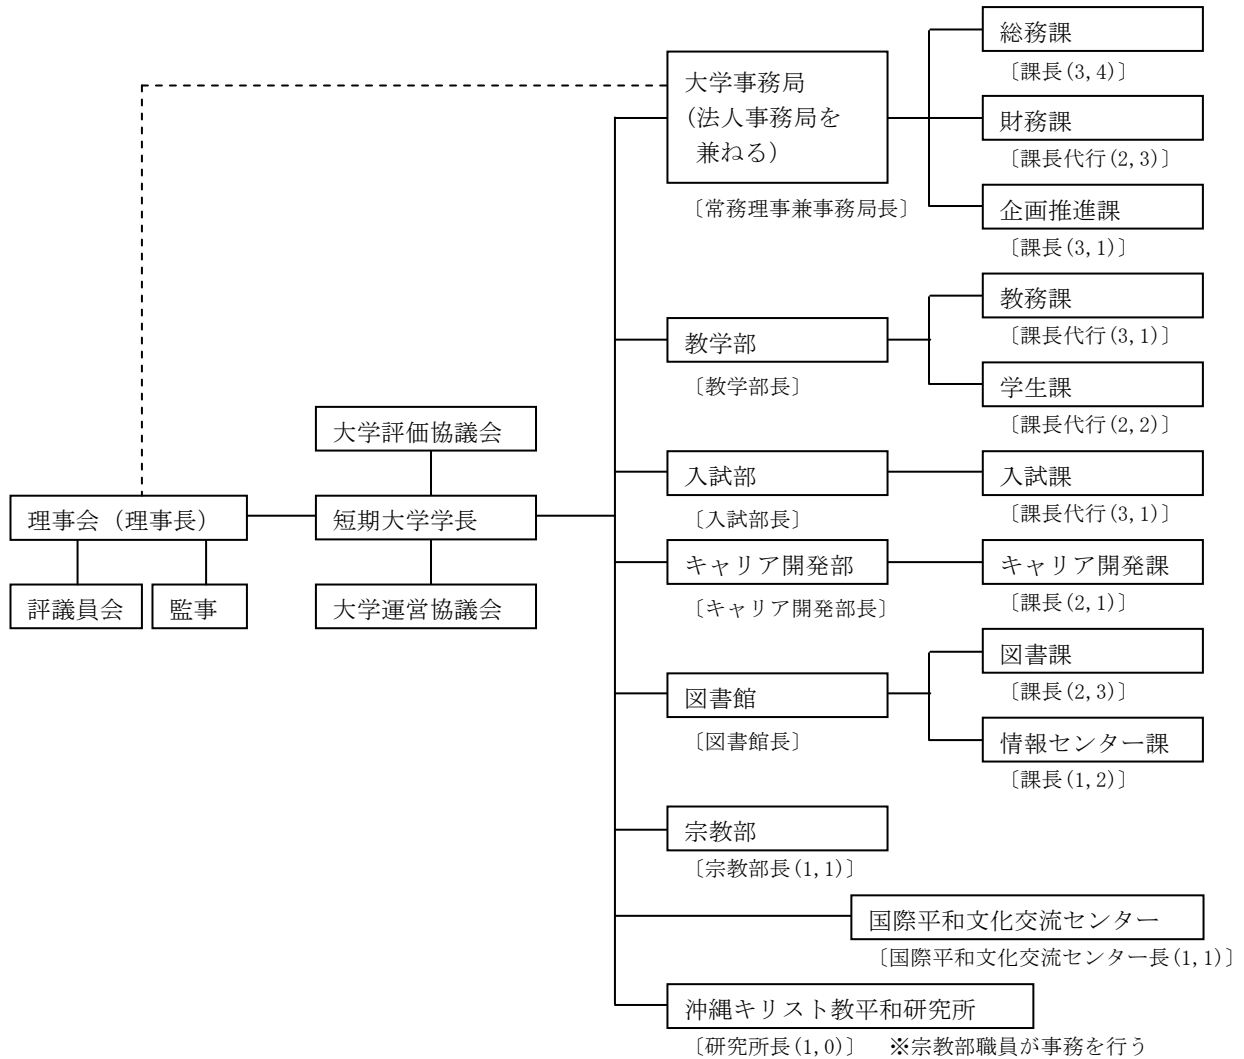 総務課
〔課長(3,4)〕
大学事務局
(法人事務局を
兼ねる)
〔常務理事兼事務局長〕
財務課
〔課長代行(2,3)〕
企画推進課
〔課長(3,1)〕
教務課
〔課長代行(3,1)〕
教学部
〔教学部長〕
学生課
〔課長代行(2,2)〕
大学評価協議会
入試部
〔入試部長〕
入試課
〔課長代行(3,1)〕
理事会（理事長）
短期大学学長
キャリア開発部
〔キャリア開発部長〕
キャリア開発課
〔課長(2,1)〕
評議員会
監事
大学運営協議会
図書課
〔課長(2,3)〕
図書館
〔図書館長〕
情報センター課
〔課長(1,2)〕
宗教部
〔宗教部長(1,1)〕
国際平和文化交流センター
〔国際平和文化交流センター長(1,1)〕
沖縄キリスト教平和研究所
〔研究所長(1,0)〕 ※宗教部職員が事務を行う